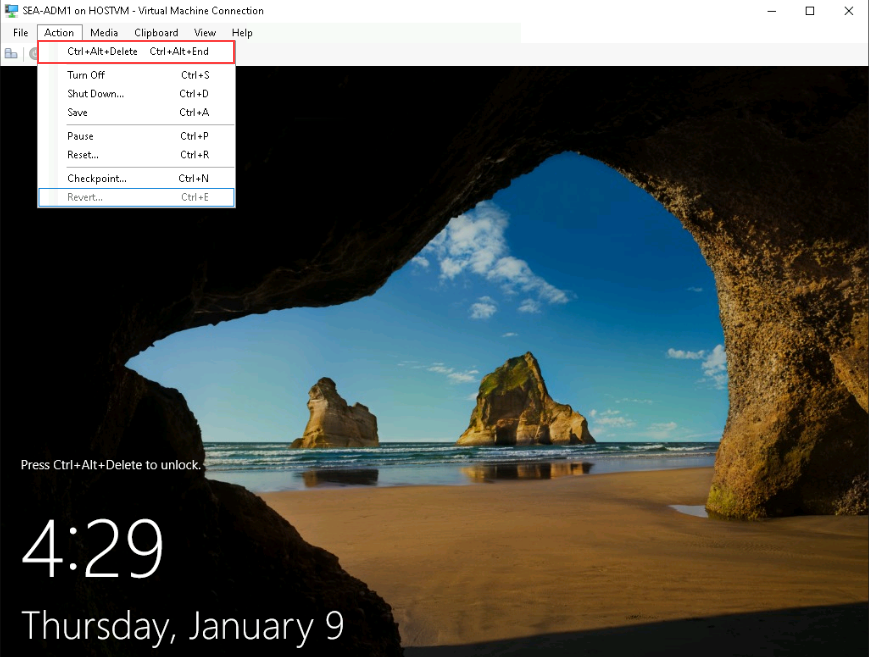 SEA-ADM1 on HOSTVM - Virtual Machine Connection
File Action Media Clipboard View Help
Ctrl+Alt+Delete Ctrl+Alt+End
Turn Off Ctrl+S
Shut Down... Ctrl+D
Save Ctrl+A
Pause Ctrl+P
Reset... Ctrl+R
Checkpoint... Ctrl+N
Revert... Ctrl+E
Press Ctrl+Alt+Delete to unlock.
4:29
Thursday, January 9